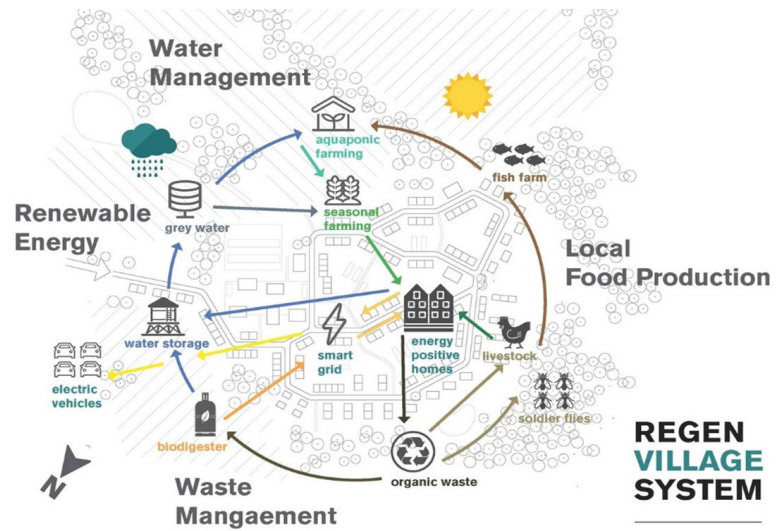 Water
Management
aquaponic
farming
fish farm
seasonal
farming
grey water
Renewable
Energy
Local
Food Production
water storage
smart
grid
energy
positive
homes
livestock
electric
vehicles
soldier flies
biodigester
organic waste
N
Waste
Mangaement
REGEN
VILLAGE
SYSTEM